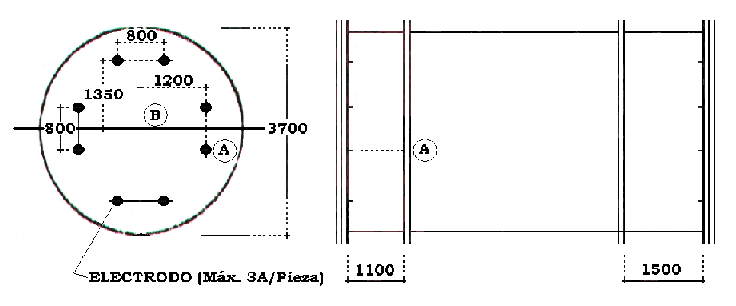 800
1200
1350
B
800
3700
A
A
1100
1500
ELECTRODO (Máx. 3A/Pieza)